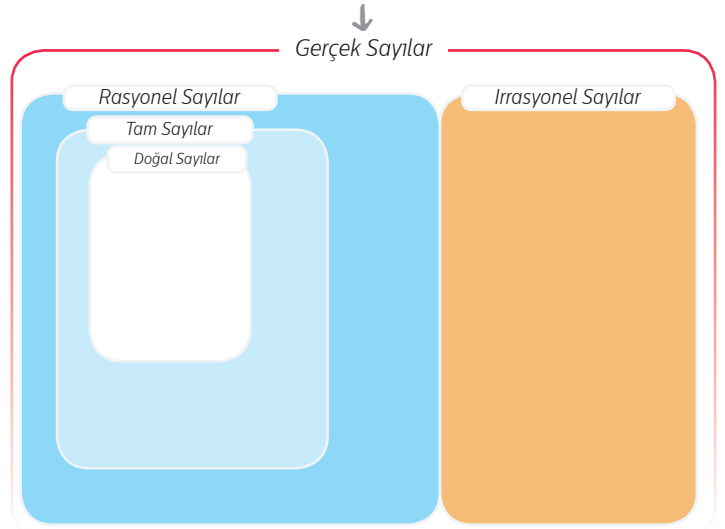 Gerçek Sayılar
Rasyonel Sayılar
Irrasyonel Sayılar
Tam Sayılar
Doğal Sayılar